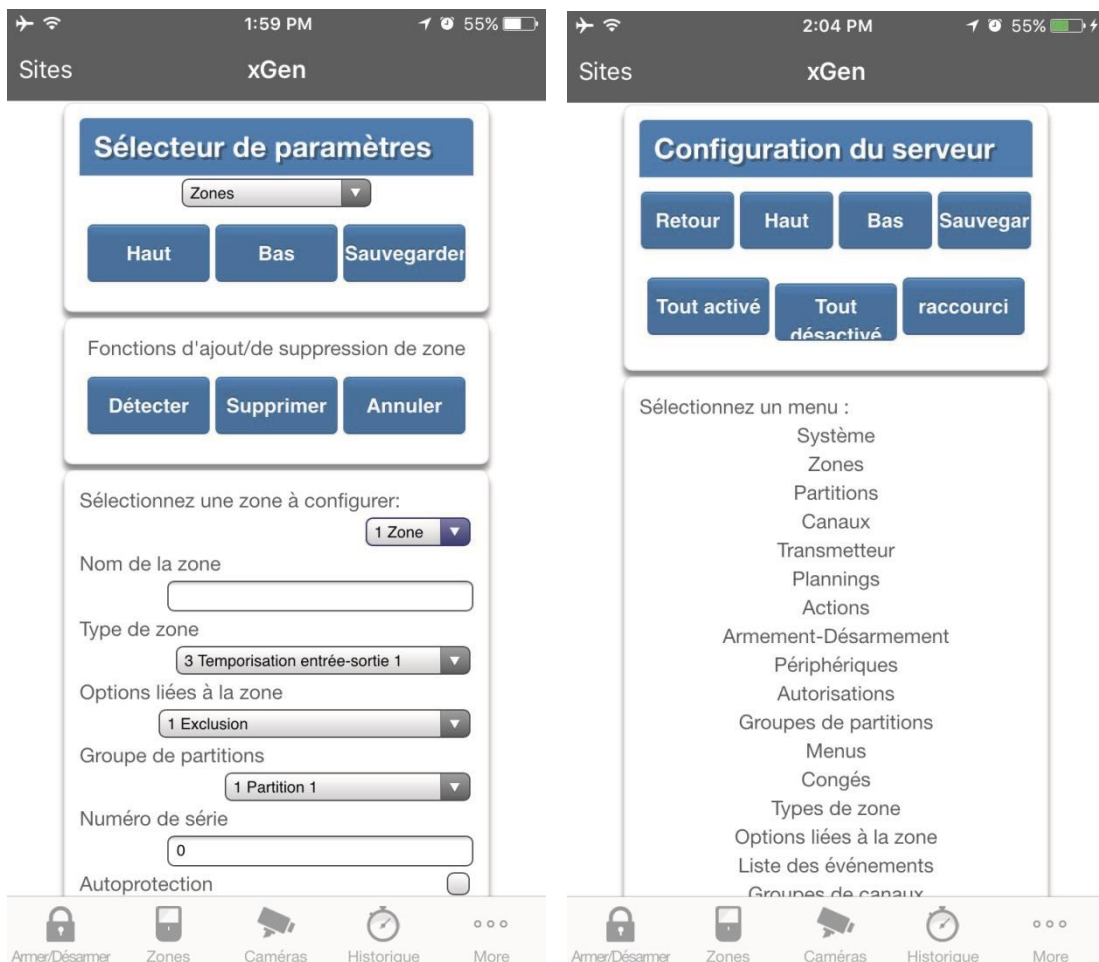 1:59 PM
55%
Sites
xGen
Sélecteur de paramètres
Zones
Haut
Bas
Sauvegarder
Fonctions d'ajout/de suppression de zone
Détecter
Supprimer
Annuler
Sélectionnez une zone à configurer:
1 Zone
Nom de la zone
Type de zone
3 Temporisation entrée-sortie 1
Options liées à la zone
1 Exclusion
Groupe de partitions
1 Partition 1
Numéro de série
0
Autoprotection
Armer/Désarmer
Zones
Caméras
Historique
More
2:04 PM
55%
Sites
xGen
Configuration du serveur
Retour
Haut
Bas
Sauvegar
Tout activé
Tout
désactivé
raccourci
Sélectionnez un menu :
Système
Zones
Partitions
Canaux
Transmetteur
Plannings
Actions
Armement-Désarmement
Périphériques
Autorisations
Groupes de partitions
Menus
Congés
Types de zone
Options liées à la zone
Liste des événements
Groupes de canaux
Armer/Désarmer
Zones
Caméras
Historique
More